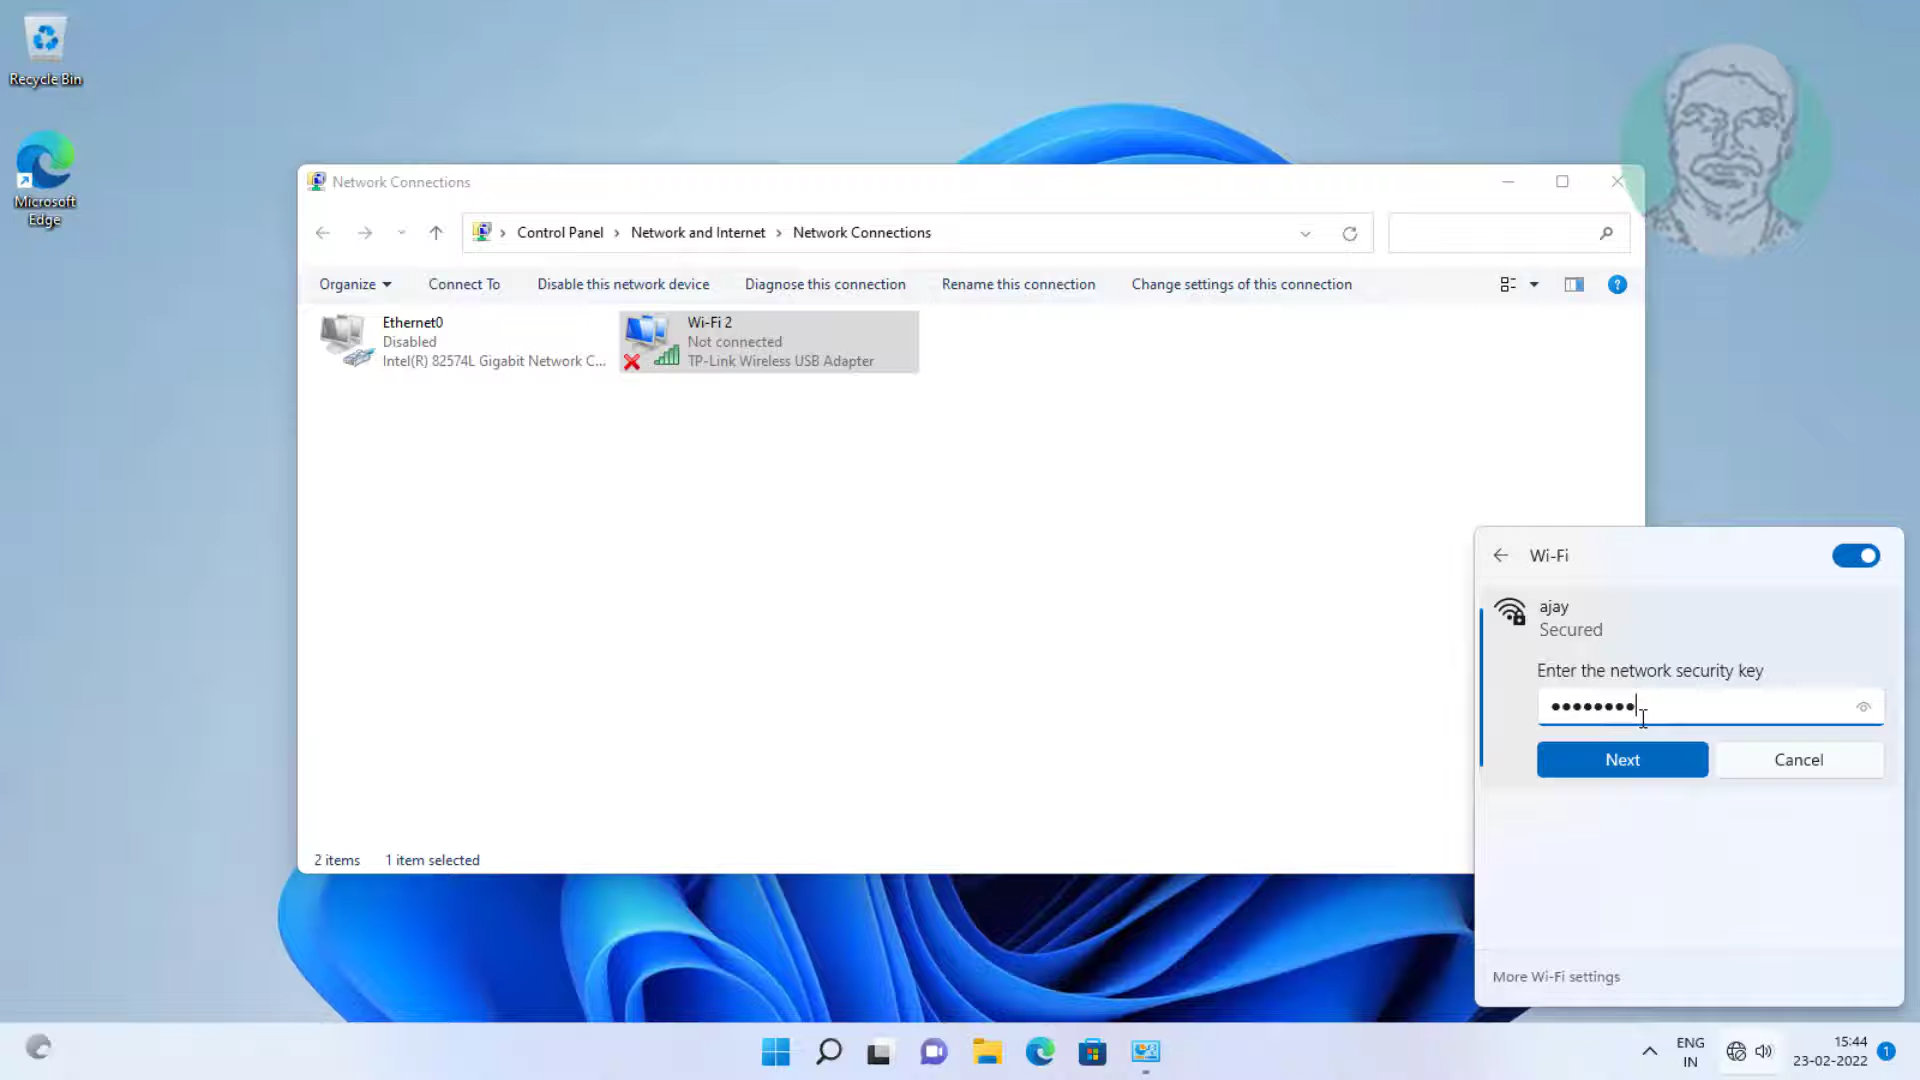 Recycle Bin
Microsoft
Edge
Network Connections
Control Panel > Network and Internet > Network Connections
Organize Connect To Disable this network device Diagnose this connection Rename this connection Change settings of this connection
Ethernet0
Disabled
Intel(R) 82574L Gigabit Network C...
Wi-Fi 2
Not connected
TP-Link Wireless USB Adapter
2 items 1 item selected
Wi-Fi
ajay
Secured
Enter the network security key
●●●●●●●●
Next Cancel
More Wi-Fi settings
ENG
IN
15:44
23-02-2022
1